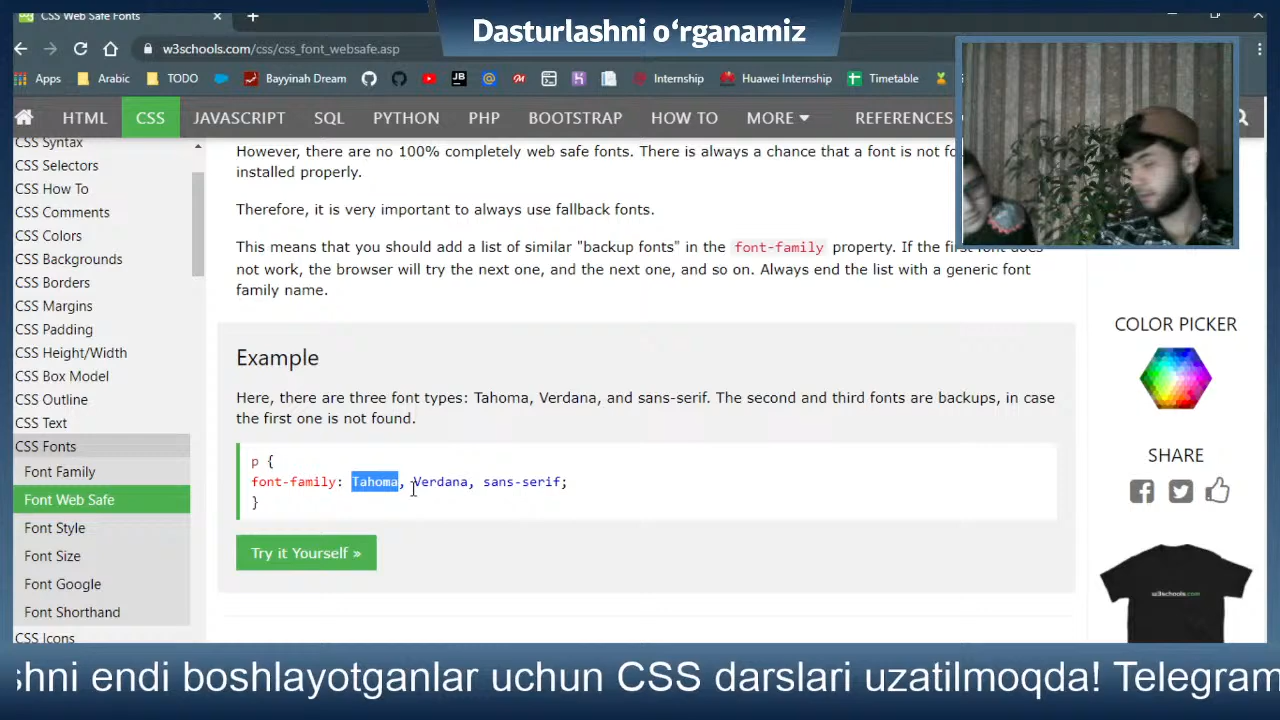 Dasturlashni o‘rganamiz
CSS Web Safe Fonts
w3schools.com/css/css_font_websafe.asp
Apps Arabic TODO Bayyinah Dream JB Internship Huawei Internship Timetable
HTML CSS JAVASCRIPT SQL PYTHON PHP BOOTSTRAP HOW TO MORE REFERENCES
CSS Syntax
CSS Selectors
CSS How To
CSS Comments
CSS Colors
CSS Backgrounds
CSS Borders
CSS Margins
CSS Padding
CSS Height/Width
CSS Box Model
CSS Outline
CSS Text
CSS Fonts
Font Family
Font Web Safe
Font Style
Font Size
Font Google
Font Shorthand
CSS Icons
However, there are no 100% completely web safe fonts. There is always a chance that a font is not
installed properly.
Therefore, it is very important to always use fallback fonts.
This means that you should add a list of similar "backup fonts" in the font-family property. If the first font does
not work, the browser will try the next one, and the next one, and so on. Always end the list with a generic font
family name.
Example
Here, there are three font types: Tahoma, Verdana, and sans-serif. The second and third fonts are backups, in case
the first one is not found.
p {
font-family: Tahoma, Verdana, sans-serif;
}
Try it Yourself »
COLOR PICKER
SHARE
w3schools.com
shni endi boshlayotganlar uchun CSS darslari uzatilmoqda! Telegram